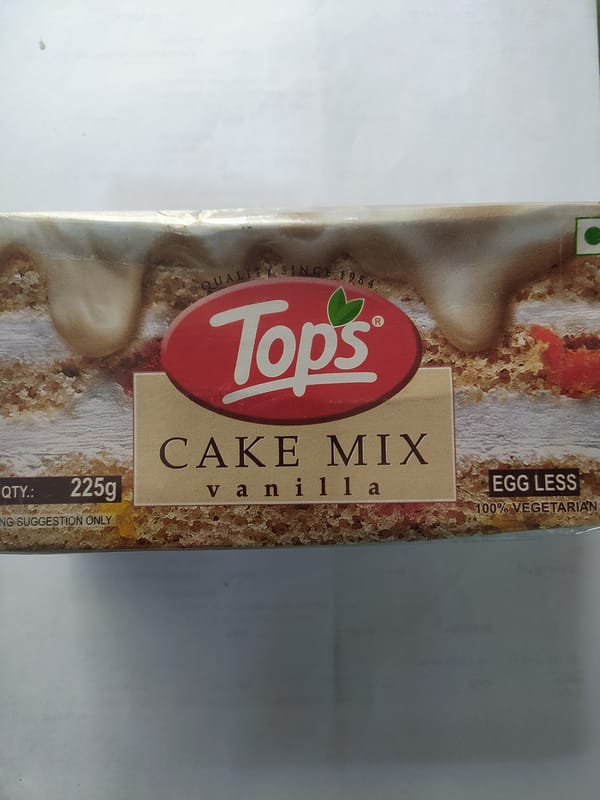 QUALITY SINCE 1984
Tops®
CAKE MIX
vanilla
QTY.: 225g
NG SUGGESTION ONLY
EGG LESS
100% VEGETARIAN